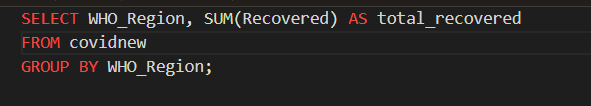 SELECT WHO_Region, SUM(Recovered) AS total_recovered
FROM covidnew
GROUP BY WHO_Region;